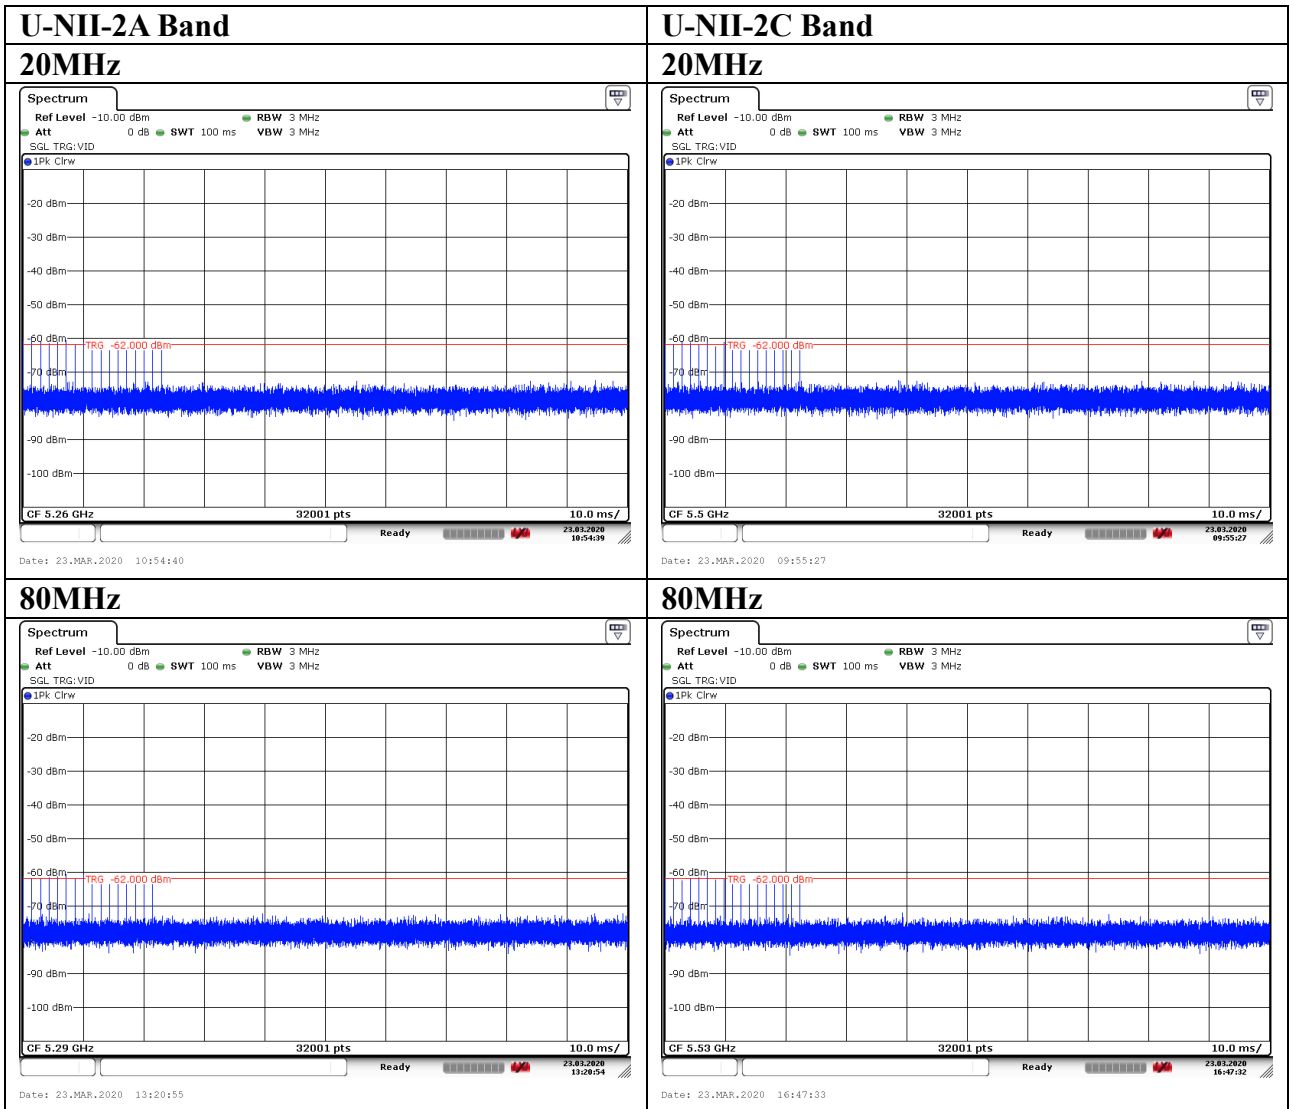 U-NII-2A Band
U-NII-2C Band
20MHz
20MHz
Spectrum
Ref Level -10.00 dBm RBW 3 MHz
Att 0 dB SWT 100 ms VBW 3 MHz
SGL TRG:VID
1Pk Clrw
-20 dBm
-30 dBm
-40 dBm
-50 dBm
-60 dBm
TRG -62.000 dBm
-70 dBm
-90 dBm
-100 dBm
CF 5.26 GHz 32001 pts 10.0 ms/
Ready 23.03.2020
10:54:39
Date: 23.MAR.2020 10:54:40
Spectrum
Ref Level -10.00 dBm RBW 3 MHz
Att 0 dB SWT 100 ms VBW 3 MHz
SGL TRG:VID
1Pk Clrw
-20 dBm
-30 dBm
-40 dBm
-50 dBm
-60 dBm
TRG -62.000 dBm
-70 dBm
-90 dBm
-100 dBm
CF 5.5 GHz 32001 pts 10.0 ms/
Ready 23.03.2020
09:55:27
Date: 23.MAR.2020 09:55:27
80MHz
80MHz
Spectrum
Ref Level -10.00 dBm RBW 3 MHz
Att 0 dB SWT 100 ms VBW 3 MHz
SGL TRG:VID
1Pk Clrw
-20 dBm
-30 dBm
-40 dBm
-50 dBm
-60 dBm
TRG -62.000 dBm
-70 dBm
-90 dBm
-100 dBm
CF 5.29 GHz 32001 pts 10.0 ms/
Ready 23.03.2020
13:20:54
Date: 23.MAR.2020 13:20:55
Spectrum
Ref Level -10.00 dBm RBW 3 MHz
Att 0 dB SWT 100 ms VBW 3 MHz
SGL TRG:VID
1Pk Clrw
-20 dBm
-30 dBm
-40 dBm
-50 dBm
-60 dBm
TRG -62.000 dBm
-70 dBm
-90 dBm
-100 dBm
CF 5.53 GHz 32001 pts 10.0 ms/
Ready 23.03.2020
16:47:32
Date: 23.MAR.2020 16:47:33